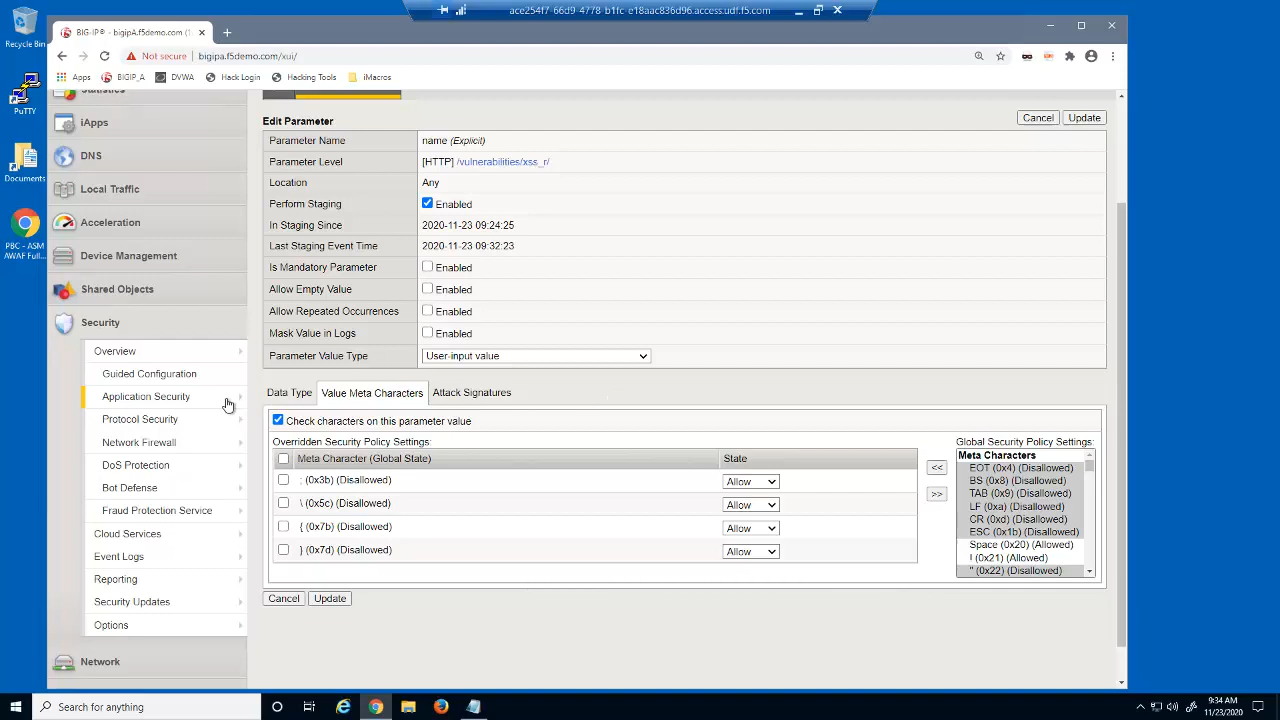 ace254f7-66d9-4778-b1fc-e18aac836d96.access.udf.f5.com
Recycle Bin
PuTTY
Documents
PBC - ASM
AWAF Full...
BIG-IP® - bigipA.f5demo.com (1
Not secure
bigipa.f5demo.com/xui/
Apps
BIGIP_A
DVWA
Hack Login
Hacking Tools
iMacros
Statistics
iApps
DNS
Local Traffic
Acceleration
Device Management
Shared Objects
Security
Overview
Guided Configuration
Application Security
Protocol Security
Network Firewall
DoS Protection
Bot Defense
Fraud Protection Service
Cloud Services
Event Logs
Reporting
Security Updates
Options
Network
Edit Parameter
Cancel
Update
Parameter Name
name (Explicit)
Parameter Level
[HTTP] /vulnerabilities/xss_r/
Location
Any
Perform Staging
Enabled
In Staging Since
2020-11-23 09:24:25
Last Staging Event Time
2020-11-23 09:32:23
Is Mandatory Parameter
Enabled
Allow Empty Value
Enabled
Allow Repeated Occurrences
Enabled
Mask Value in Logs
Enabled
Parameter Value Type
User-input value
Data Type
Value Meta Characters
Attack Signatures
Check characters on this parameter value
Overridden Security Policy Settings:
Meta Character (Global State)
State
; (0x3b) (Disallowed)
Allow
\ (0x5c) (Disallowed)
Allow
{ (0x7b) (Disallowed)
Allow
} (0x7d) (Disallowed)
Allow
<<
>>
Global Security Policy Settings:
Meta Characters
EOT (0x4) (Disallowed)
BS (0x8) (Disallowed)
TAB (0x9) (Disallowed)
LF (0xa) (Disallowed)
CR (0xd) (Disallowed)
ESC (0x1b) (Disallowed)
Space (0x20) (Allowed)
! (0x21) (Allowed)
" (0x22) (Disallowed)
Cancel
Update
Search for anything
9:34 AM
11/23/2020